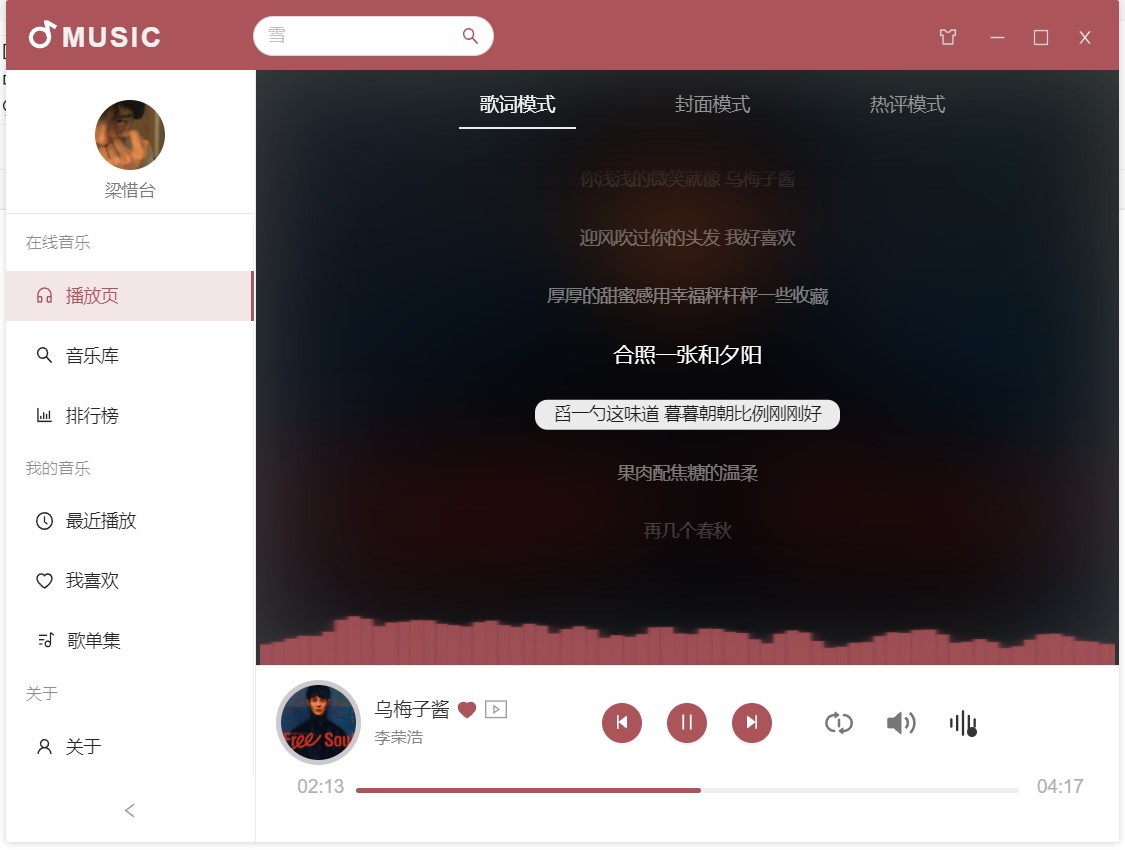 MUSIC
雪
梁惜台
在线音乐
播放页
音乐库
排行榜
我的音乐
最近播放
我喜欢
歌单集
关于
关于
歌词模式 封面模式 热评模式
你浅浅的微笑就像 乌梅子酱
迎风吹过你的头发 我好喜欢
厚厚的甜蜜感用幸福秤杆秤一些收藏
合照一张和夕阳
舀一勺这味道 暮暮朝朝比例刚刚好
果肉配焦糖的温柔
再几个春秋
Free Soul
乌梅子酱
李荣浩
02:13 04:17